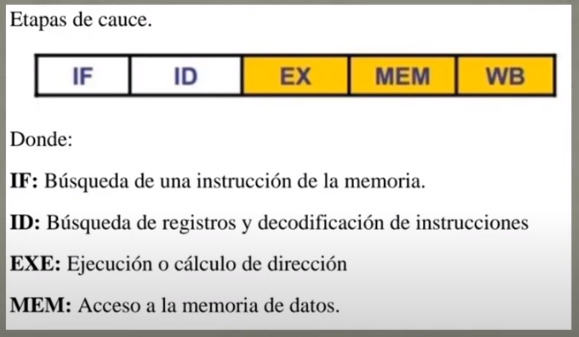 Etapas de cauce.
IF ID EX MEM WB
Donde:
IF: Búsqueda de una instrucción de la memoria.
ID: Búsqueda de registros y decodificación de instrucciones
EXE: Ejecución o cálculo de dirección
MEM: Acceso a la memoria de datos.